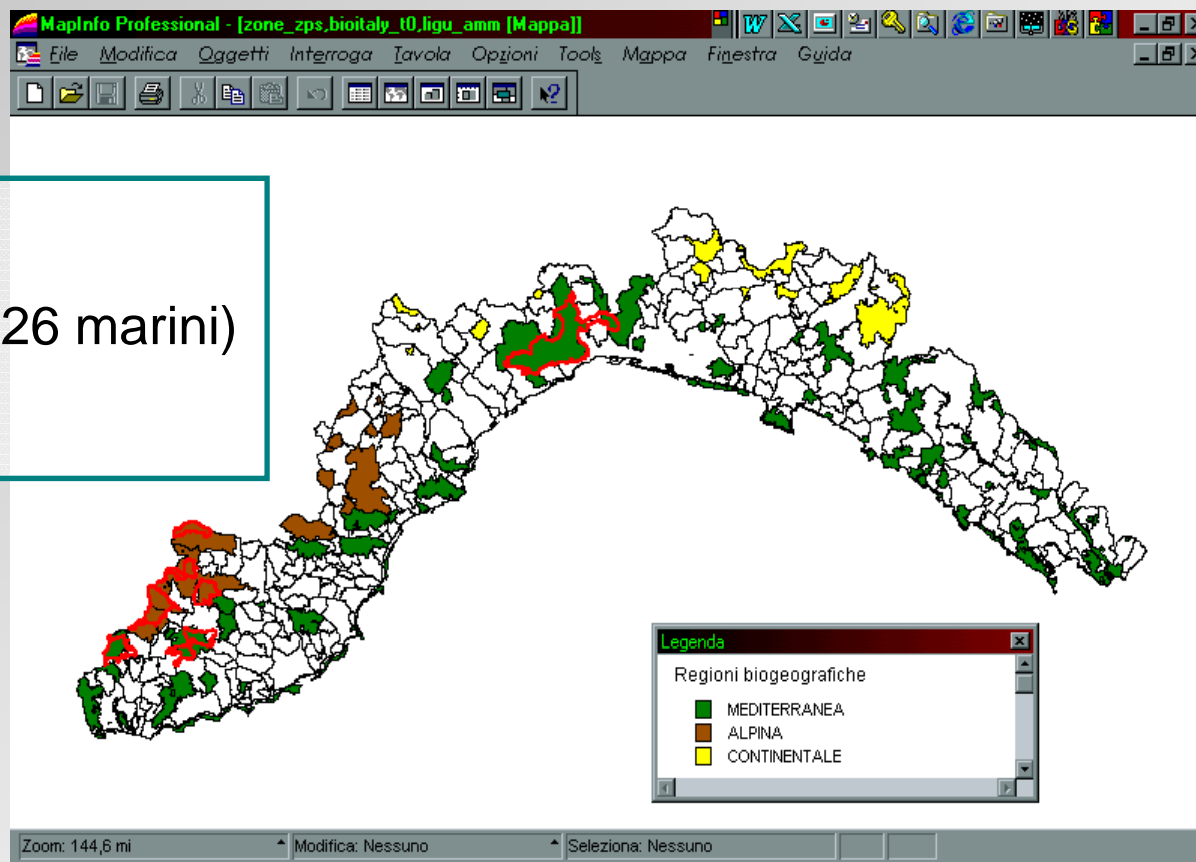 MapInfo Professional - [zone_zps,bioitaly_t0,ligu_amm [Mappa]]
File Modifica Oggetti Interroga Tavola Opzioni Tools Mappa Finestra Guida
26 marini)
Legenda
Regioni biogeografiche
MEDITERRANEA
ALPINA
CONTINENTALE
Zoom: 144,6 mi Modifica: Nessuno Seleziona: Nessuno